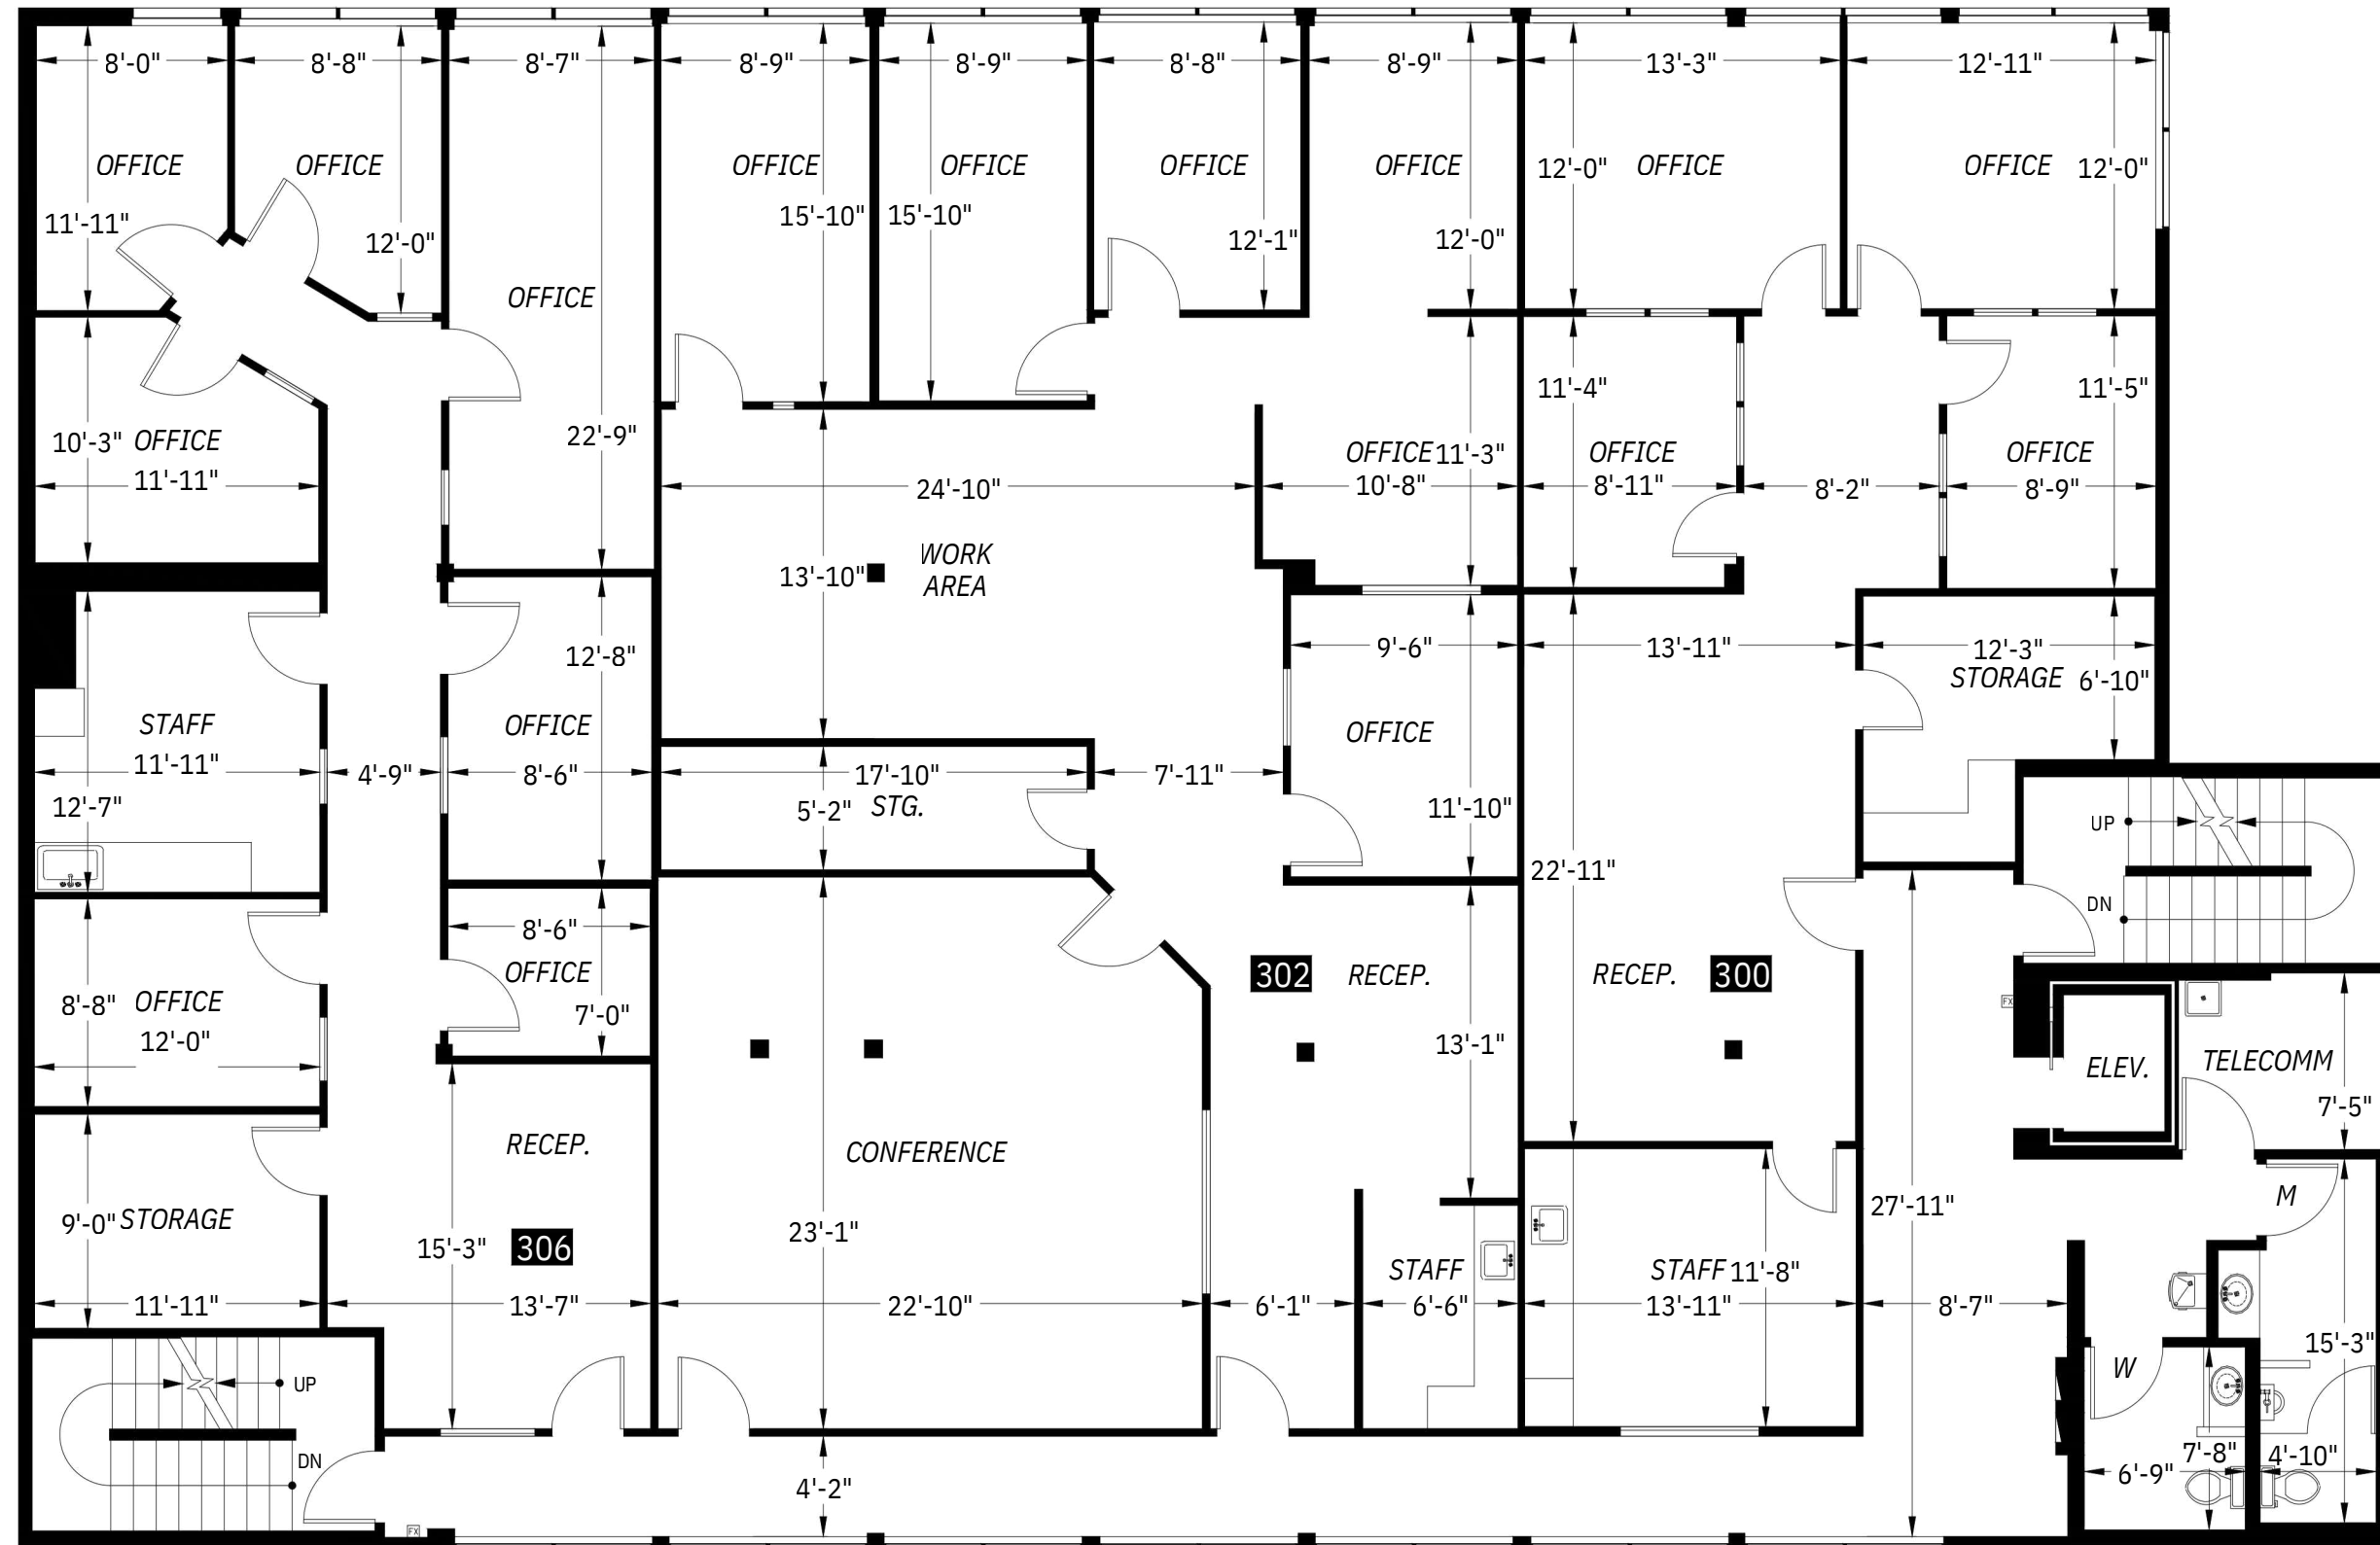 8'-0"
8'-8"
8'-7"
8'-9"
8'-9"
8'-8"
8'-9"
13'-3"
12'-11"
OFFICE
OFFICE
OFFICE
OFFICE
OFFICE
OFFICE
12'-0"
OFFICE
OFFICE
12'-0"
11'-11"
12'-0"
15'-10"
15'-10"
12'-1"
12'-0"
OFFICE
11'-4"
11'-5"
10'-3"
OFFICE
11'-11"
22'-9"
OFFICE
11'-3"
10'-8"
OFFICE
8'-11"
8'-2"
OFFICE
8'-9"
24'-10"
WORK
AREA
13'-10"
12'-8"
9'-6"
13'-11"
12'-3"
STORAGE
6'-10"
STAFF
11'-11"
12'-7"
4'-9"
OFFICE
8'-6"
17'-10"
5'-2"
STG.
7'-11"
OFFICE
11'-10"
22'-11"
UP
DN
8'-6"
OFFICE
7'-0"
8'-8"
OFFICE
12'-0"
302
RECEP.
RECEP.
300
FX
13'-1"
ELEV.
TELECOMM
7'-5"
RECEP.
CONFERENCE
9'-0"
STORAGE
15'-3"
306
23'-1"
27'-11"
M
STAFF
STAFF
11'-8"
11'-11"
13'-7"
22'-10"
6'-1"
6'-6"
13'-11"
8'-7"
15'-3"
UP
DN
W
7'-8"
4'-10"
6'-9"
4'-2"
FX